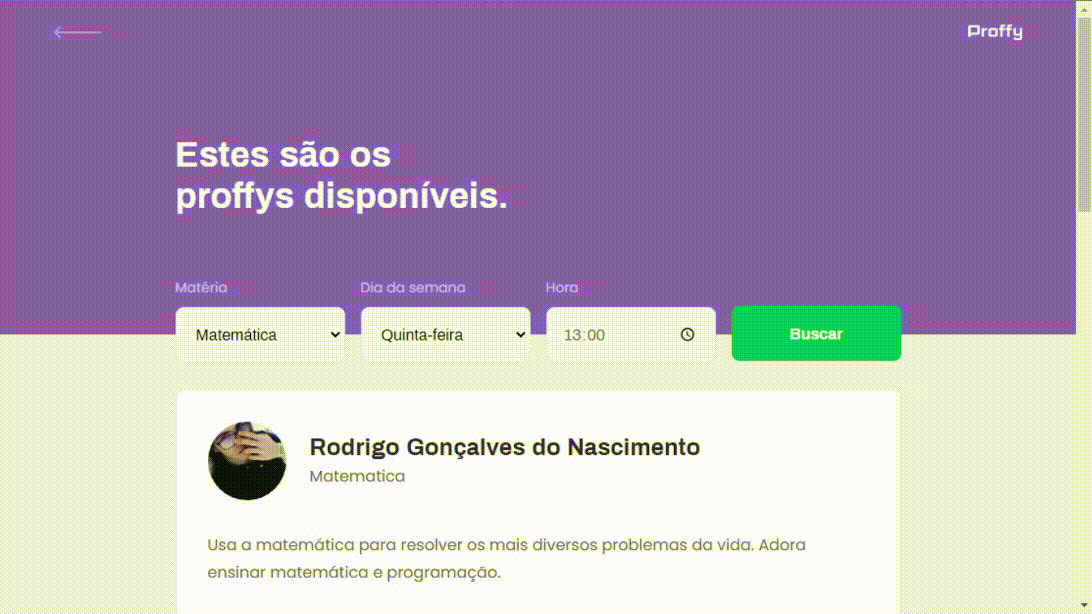 Proffy
Estes são os
proffys disponíveis.
Matéria
Dia da semana
Hora
Matemática
Quinta-feira
13:00
Buscar
Rodrigo Gonçalves do Nascimento
Matematica
Usa a matemática para resolver os mais diversos problemas da vida. Adora
ensinar matemática e programação.